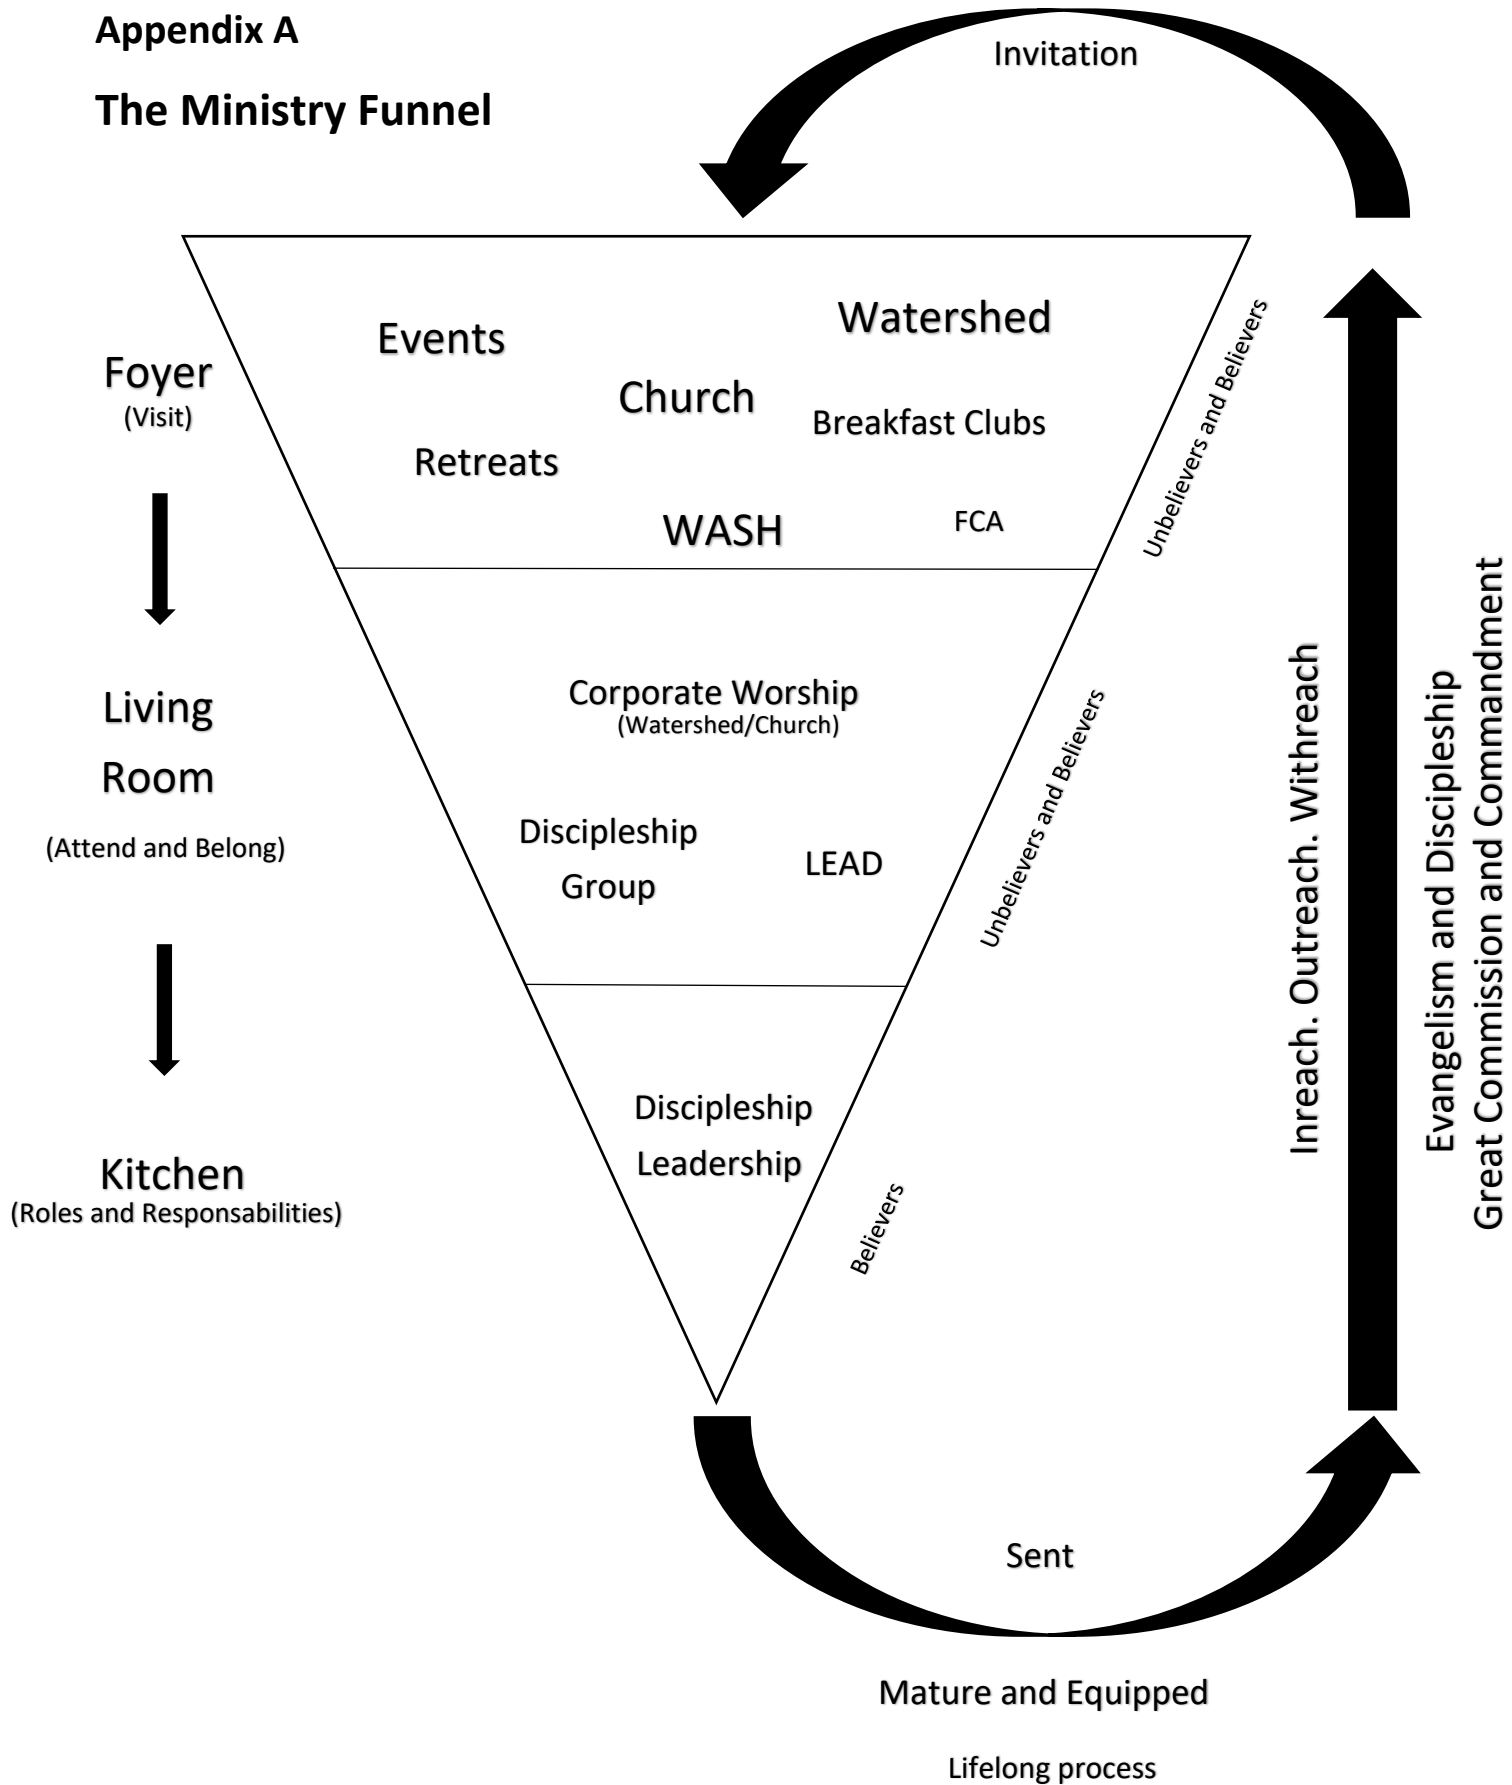 Appendix A
The Ministry Funnel
Invitation
Foyer
(Visit)
Events
Watershed
Church
Breakfast Clubs
Retreats
WASH
FCA
Unbelievers and Believers
Living
Room
(Attend and Belong)
Corporate Worship
(Watershed/Church)
Discipleship
Group
LEAD
Unbelievers and Believers
Kitchen
(Roles and Responsabilities)
Discipleship
Leadership
Believers
Inreach. Outreach. Withreach
Evangelism and Discipleship
Great Commission and Commandment
Sent
Mature and Equipped
Lifelong process